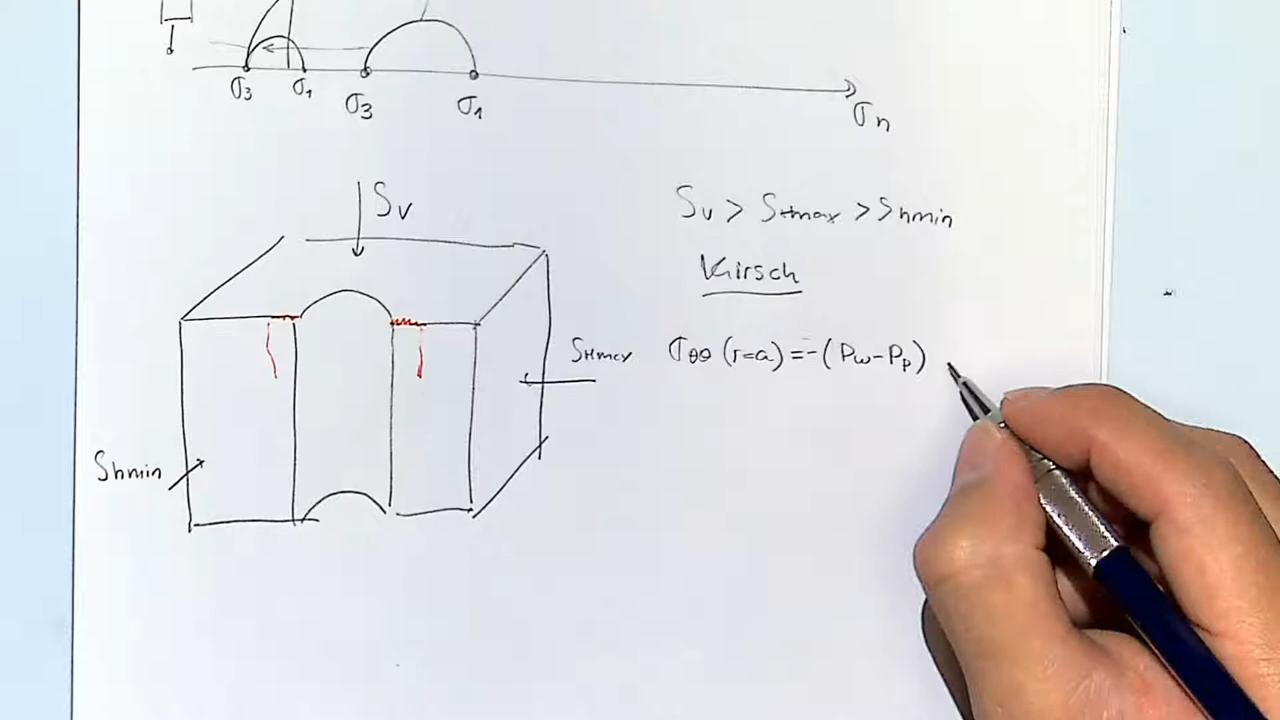 σ3 σ1 σ3 σ1
σn
Sv
Sv > SHmax > Shmin
Kirsch
SHmax
σθθ (r=a) = -(Pw-Pp)
Shmin